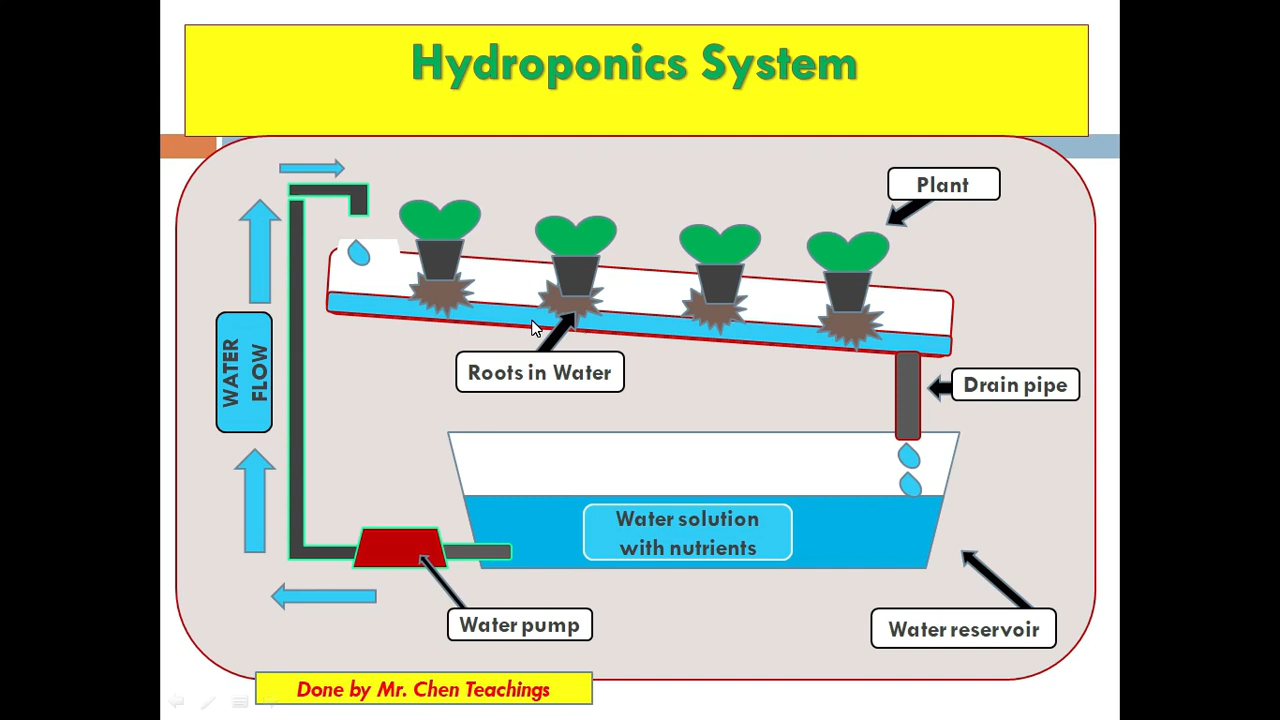 Hydroponics System
Plant
Roots in Water
Drain pipe
WATER
FLOW
Water solution
with nutrients
Water pump
Water reservoir
Done by Mr. Chen Teachings